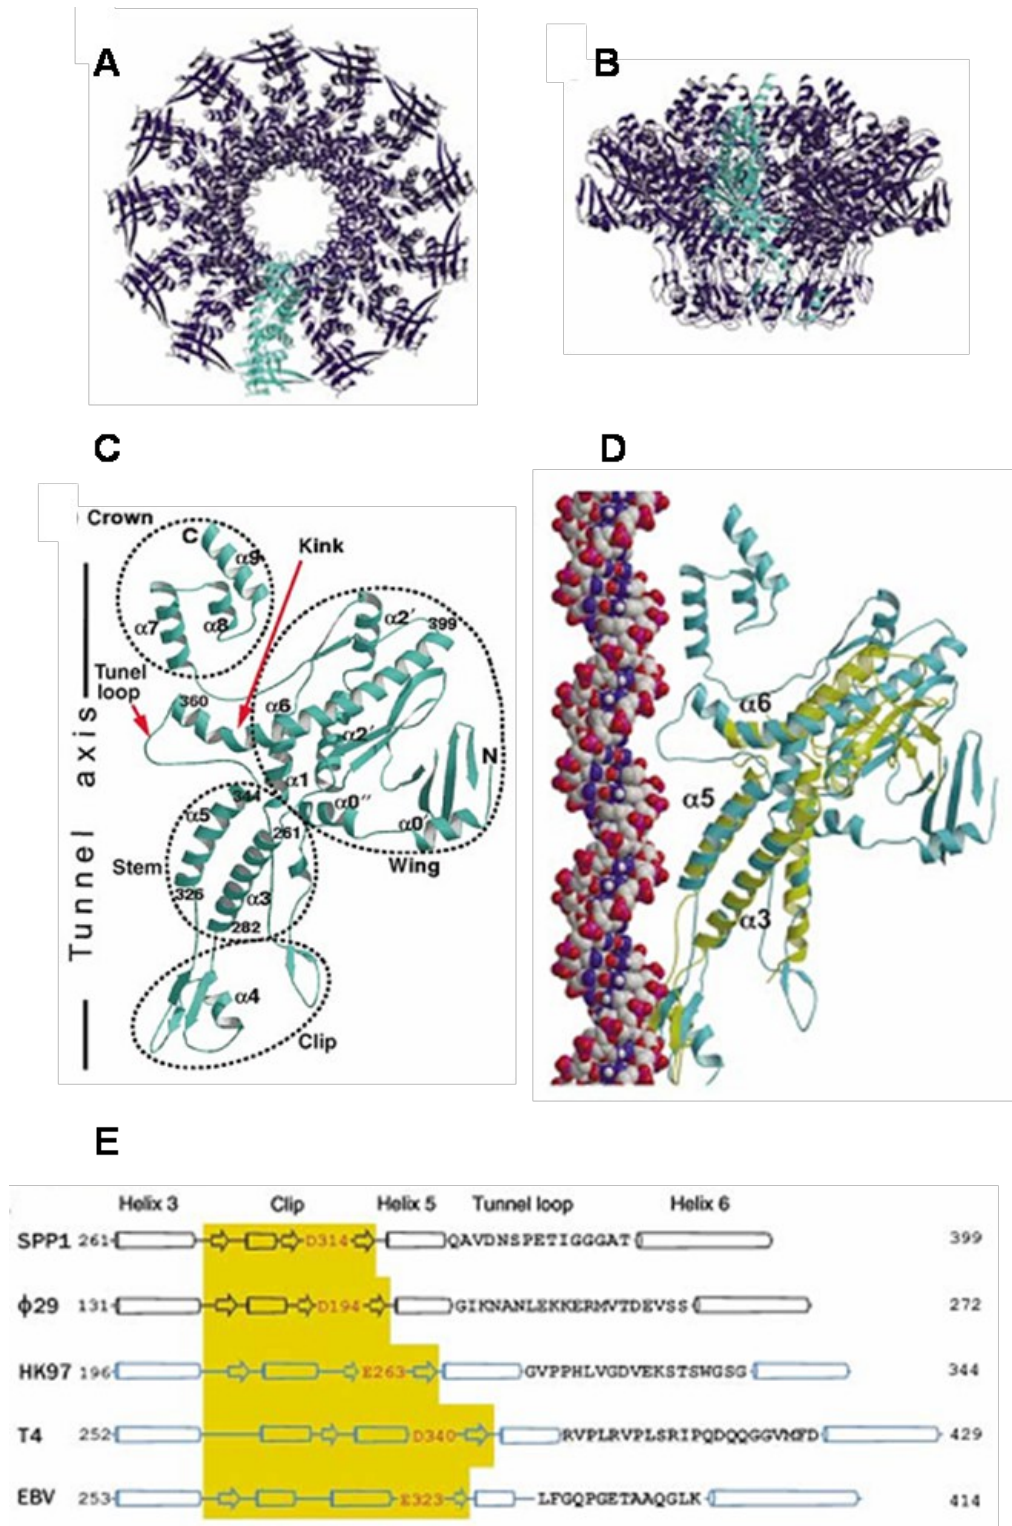 A
B
C
D
Crown
C
α9
Kink
α7
α8
α2'
399
Tunel
loop
360
α6
α2'
N
α1
344
α5
α0''
α0'
261
Stem
Wing
326
α3
282
α4
Clip
Tunnel axis
α6
α5
α3
E
Helix 3 Clip Helix 5 Tunnel loop Helix 6
SPP1 261 D314 QAVDNSPETIGGGAT 399
ϕ29 131 D194 GIKNANLEKKERMVTDEVSS 272
HK97 196 E263 GVPPHLVGDVEKSTSWGSG 344
T4 252 D340 RVPLRVPLSRIPQDQQGGVMFD 429
EBV 253 E323 LFGQPGETAAQGLK 414